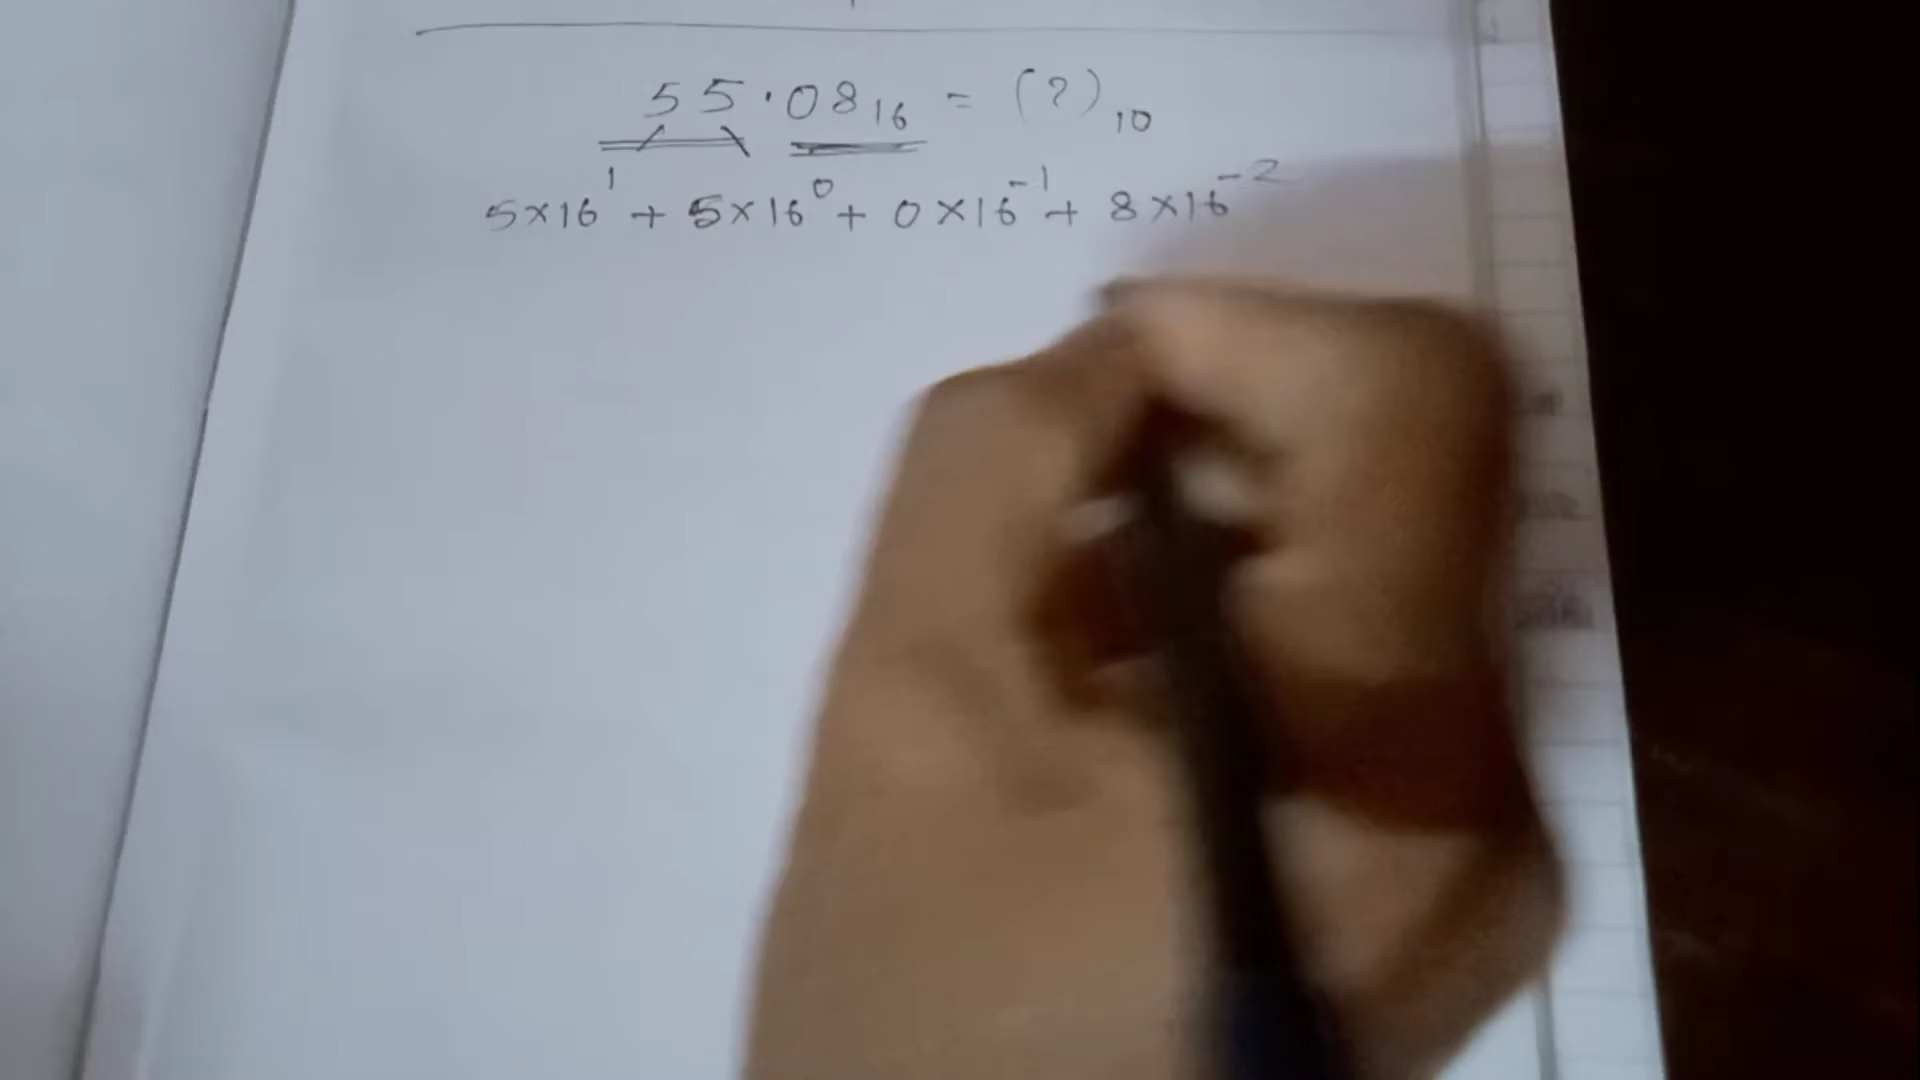 55.08₁₆ = (?)₁₀
5×16¹ + 5×16⁰ + 0×16⁻¹ + 8×16⁻²